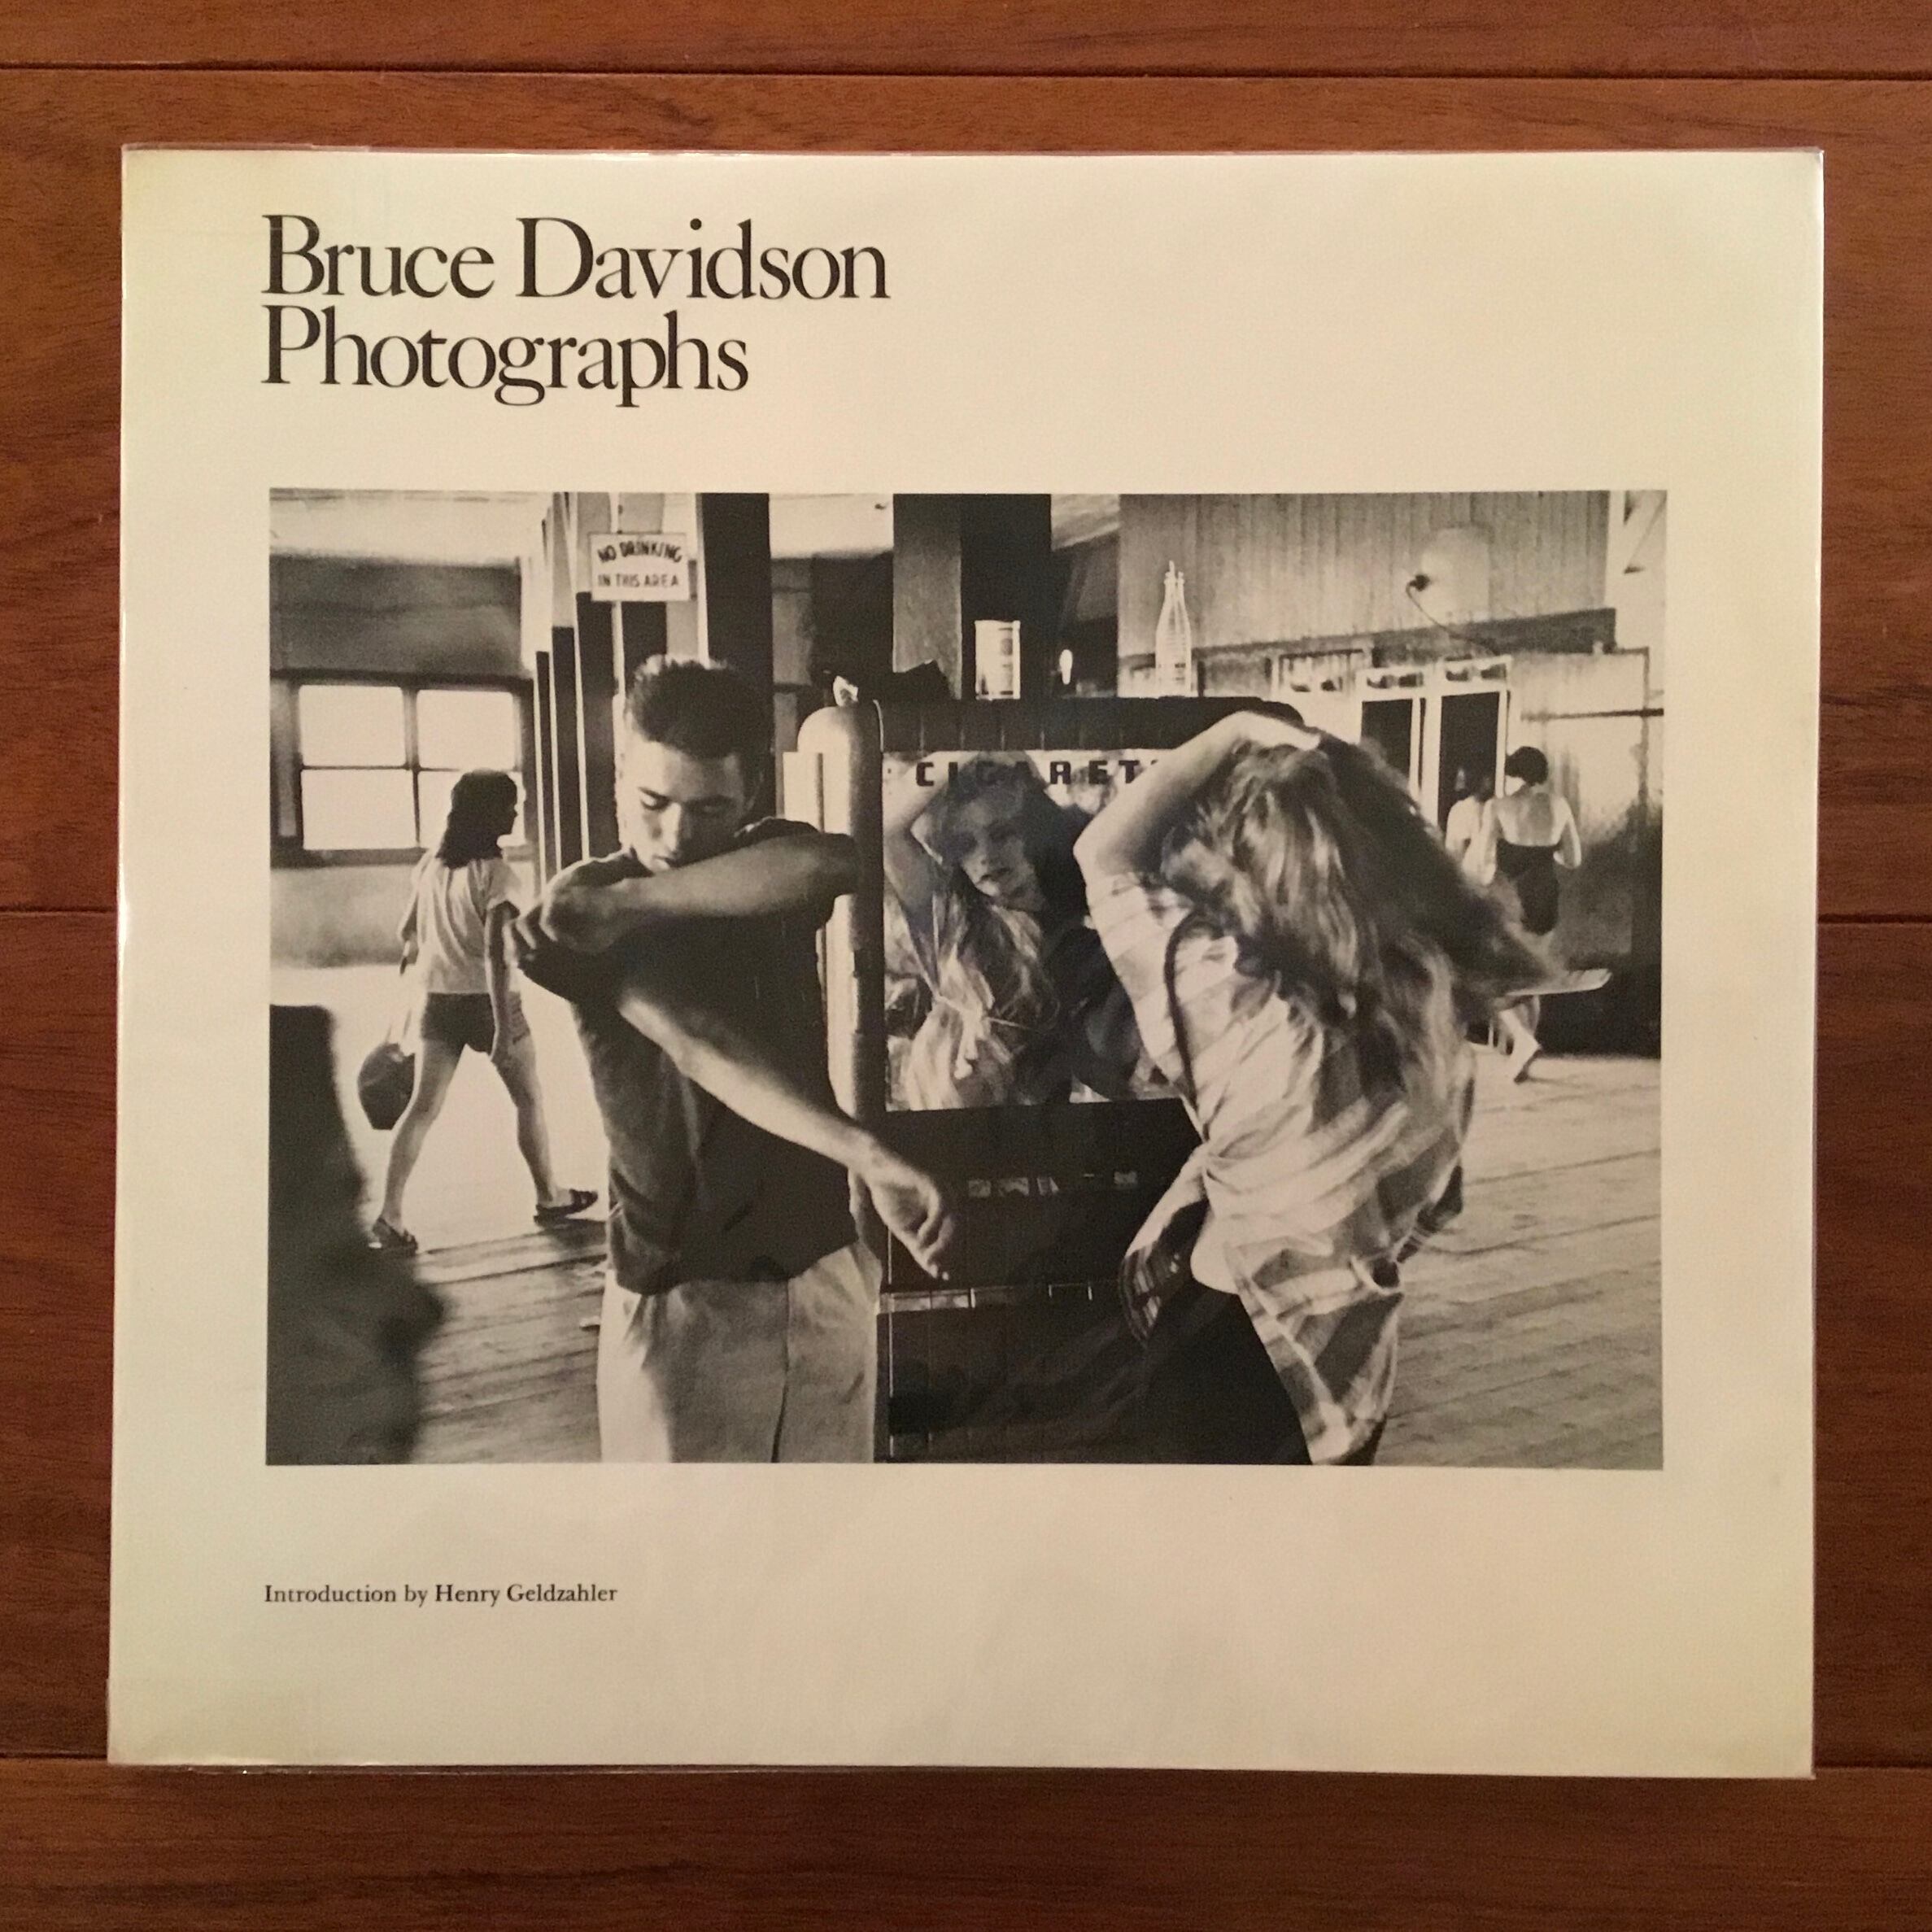 Bruce Davidson
Photographs
NO DRINKING
IN THIS AREA
CIGARET
Introduction by Henry Geldzahler